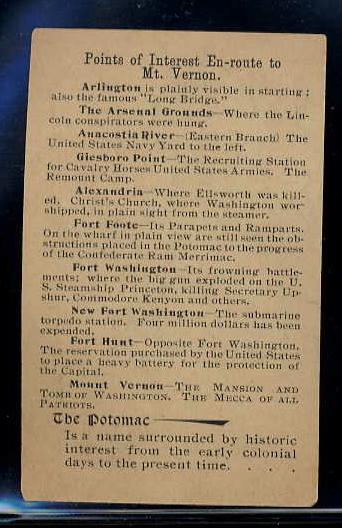 Points of Interest En-route to
Mt. Vernon.
Arlington is plainly visible in starting;
also the famous "Long Bridge."
The Arsenal Grounds—Where the Lin-
coln conspirators were hung.
Anacostia River—(Eastern Branch) The
United States Navy Yard to the left.
Giesboro Point—The Recruiting Station
for Cavalry Horses United States Armies. The
Remount Camp.
Alexandria—Where Ellsworth was kill-
ed, Christ's Church, where Washington wor-
shipped, in plain sight from the steamer.
Fort Foote—Its Parapets and Ramparts.
On the wharf in plain view are still seen the ob-
structions placed in the Potomac to the progress
of the Confederate Ram Merrimac.
Fort Washington—Its frowning battle-
ments; where the big gun exploded on the U.
S. Steamship Princeton, killing Secretary Up-
shur, Commodore Kenyon and others.
New Fort Washington—The submarine
torpedo station. Four million dollars has been
expended.
Fort Hunt—Opposite Fort Washington.
The reservation purchased by the United States
to place a heavy battery for the protection of
the Capital.
Mount Vernon—The Mansion and
Tomb of Washington. The Mecca of all
Patriots.
The Potomac
Is a name surrounded by historic
interest from the early colonial
days to the present time. . . .